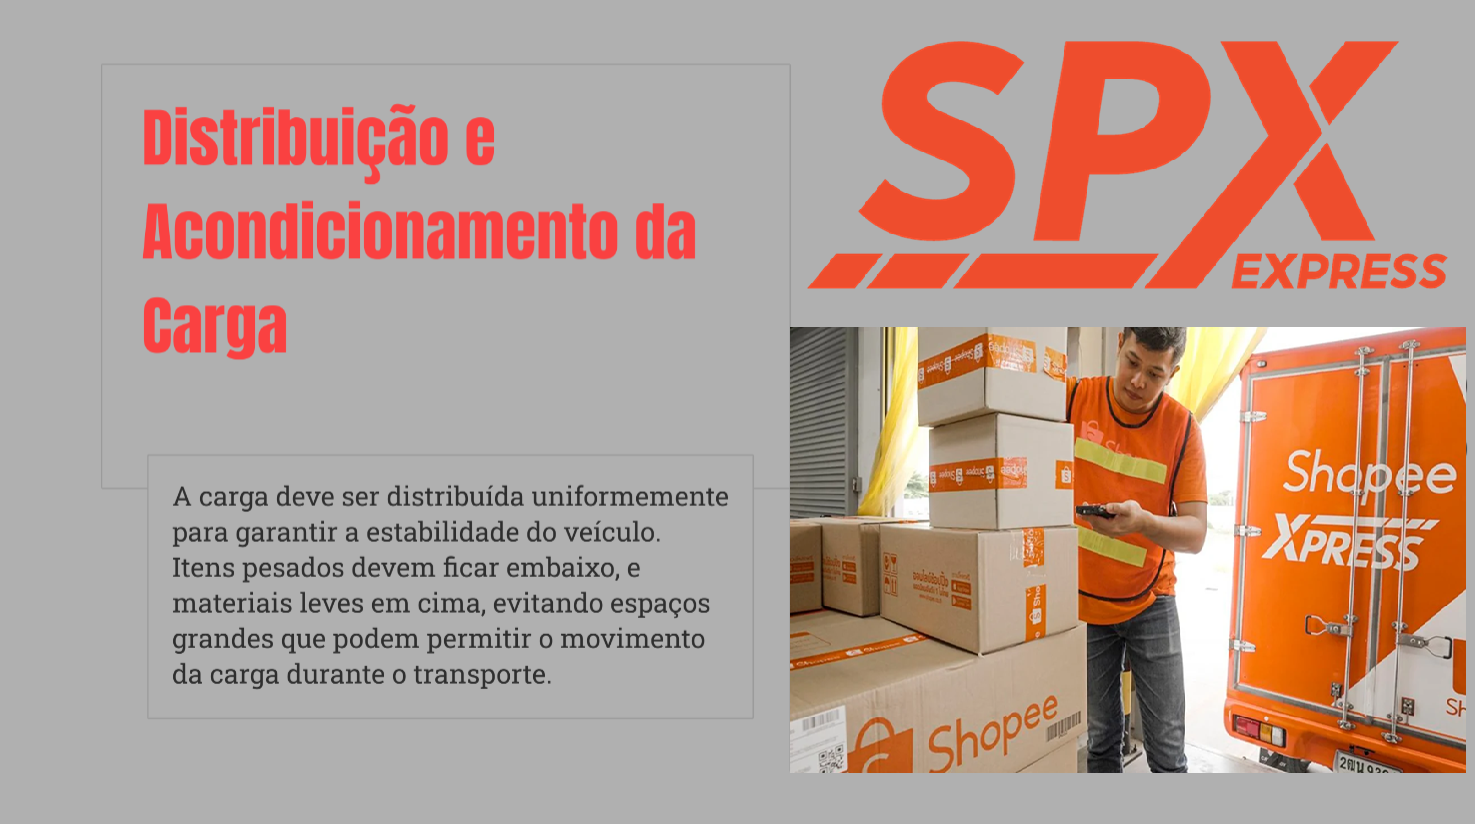 Distribuição e
Acondicionamento da
Carga
A carga deve ser distribuída uniformemente
para garantir a estabilidade do veículo.
Itens pesados devem ficar embaixo, e
materiais leves em cima, evitando espaços
grandes que podem permitir o movimento
da carga durante o transporte.
SPX
EXPRESS
Shopee
XPRESS
Shopee